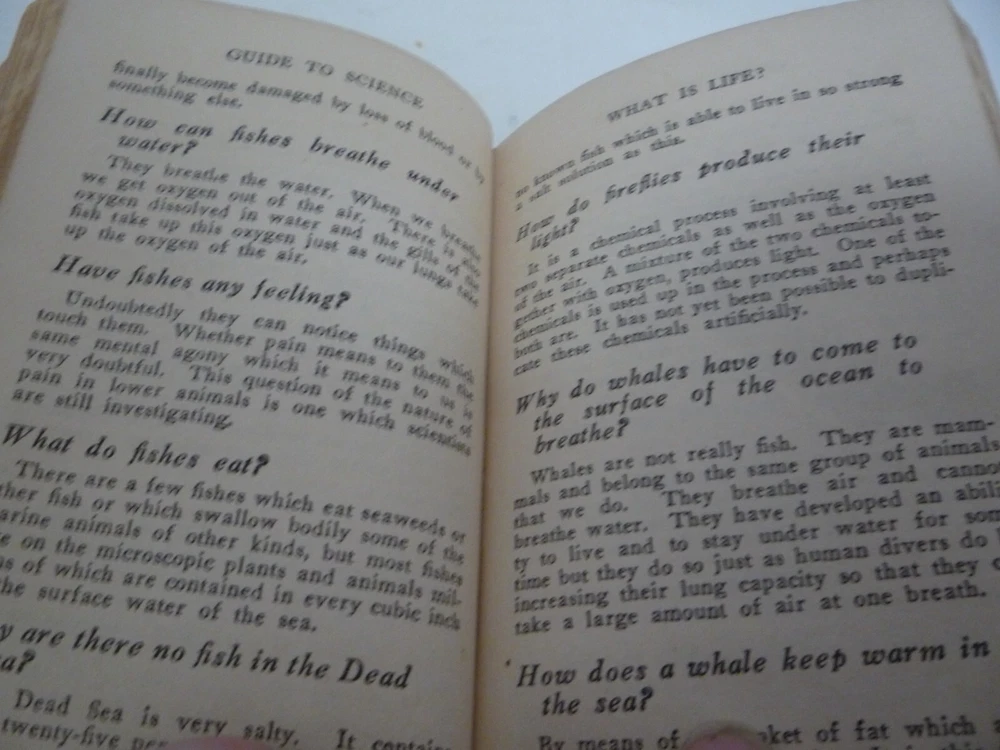 GUIDE TO SCIENCE
finally become damaged by loss of blood or by
something else.
How can fishes breathe under
water?
They breathe the water. When we breathe
we get oxygen out of the air. There is also
oxygen dissolved in water and the gills of the
fish take up this oxygen just as our lungs take
up the oxygen of the air.
Have fishes any feeling?
Undoubtedly they can notice things which
touch them. Whether pain means to them the
same mental agony which it means to us is
very doubtful. This question of the nature of
pain in lower animals is one which scientists
are still investigating.
What do fishes eat?
There are a few fishes which eat seaweeds or
ther fish or which swallow bodily some of the
arine animals of other kinds, but most fishes
e on the microscopic plants and animals mil-
ns of which are contained in every cubic inch
he surface water of the sea.
y are there no fish in the Dead
ea?
Dead Sea is very salty. It contains
twenty-five per
WHAT IS LIFE?
no known fish which is able to live in so strong
a salt solution as this.
How do fireflies produce their
light?
It is a chemical process involving at least
two separate chemicals as well as the oxygen
of the air. A mixture of the two chemicals to-
gether with oxygen, produces light. One of the
chemicals is used up in the process and perhaps
both are. It has not yet been possible to dupli-
cate these chemicals artificially.
Why do whales have to come to
the surface of the ocean to
breathe?
Whales are not really fish. They are mam-
mals and belong to the same group of animals
that we do. They breathe air and cannot
breathe water. They have developed an abili
ty to live and to stay under water for som
time but they do so just as human divers do b
increasing their lung capacity so that they c
take a large amount of air at one breath.
How does a whale keep warm in
the sea?
By means of ket of fat which